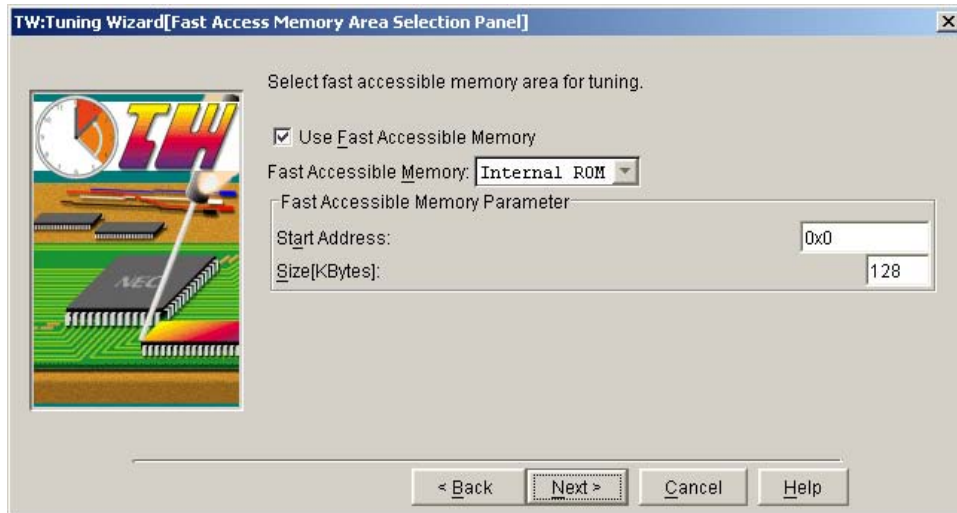 TW:Tuning Wizard[Fast Access Memory Area Selection Panel]
TW
NEC
Select fast accessible memory area for tuning.
Use Fast Accessible Memory
Fast Accessible Memory: Internal ROM
Fast Accessible Memory Parameter
Start Address: 0x0
Size[KBytes]: 128
< Back Next > Cancel Help